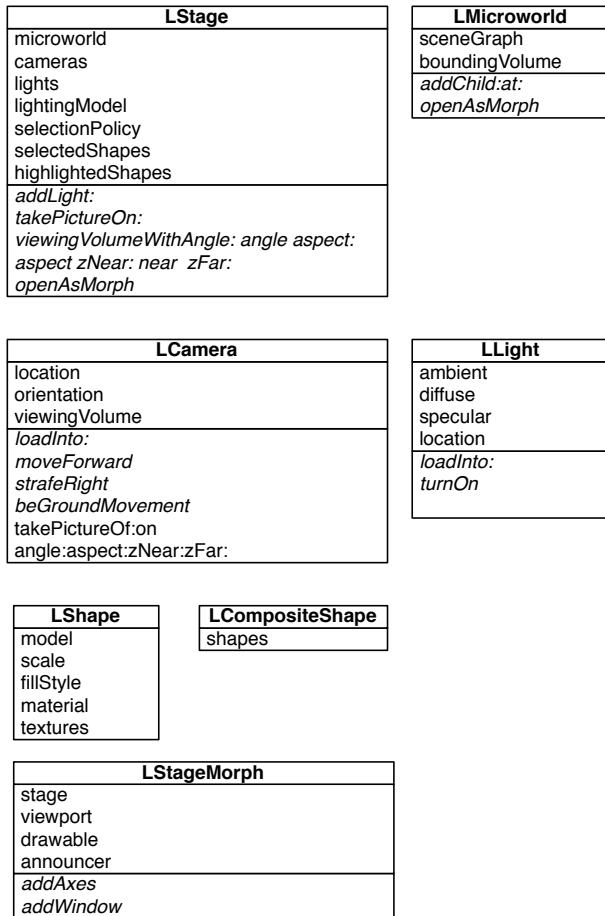 LStage
microworld
cameras
lights
lightingModel
selectionPolicy
selectedShapes
highlightedShapes
addLight:
takePictureOn:
viewingVolumeWithAngle: angle aspect:
aspect zNear: near zFar:
openAsMorph
LMicroworld
sceneGraph
boundingVolume
addChild:at:
openAsMorph
LCamera
location
orientation
viewingVolume
loadInto:
moveForward
strafeRight
beGroundMovement
takePictureOf:on
angle:aspect:zNear:zFar:
LLight
ambient
diffuse
specular
location
loadInto:
turnOn
LShape
model
scale
fillStyle
material
textures
LCompositeShape
shapes
LStageMorph
stage
viewport
drawable
announcer
addAxes
addWindow